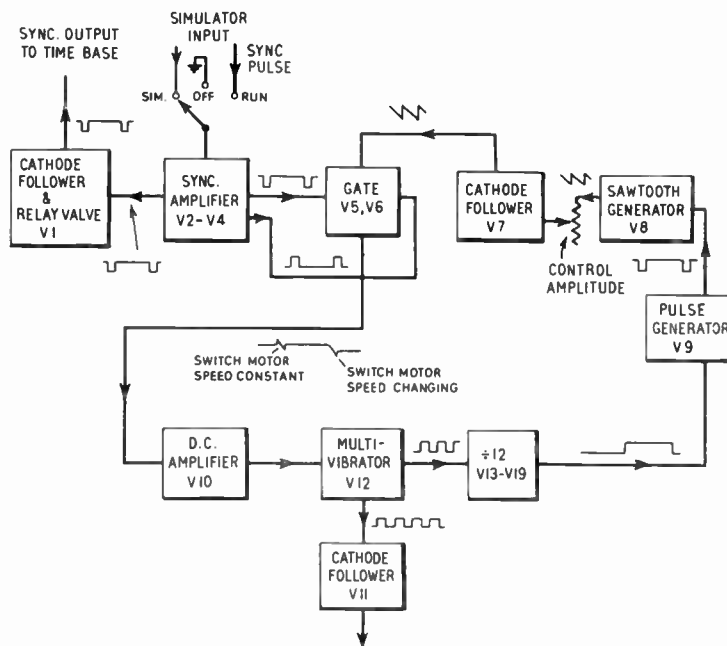 SIMULATOR
INPUT
SYNC. OUTPUT
TO TIME BASE
SYNC
PULSE
SIM.
OFF
RUN
CATHODE
FOLLOWER
&
RELAY VALVE
V1
SYNC.
AMPLIFIER
V2-V4
GATE
V5,V6
CATHODE
FOLLOWER
V7
SAWTOOTH
GENERATOR
V8
CONTROL
AMPLITUDE
PULSE
GENERATOR
V9
SWITCH MOTOR
SPEED CONSTANT
SWITCH MOTOR
SPEED CHANGING
D.C.
AMPLIFIER
V10
MULTI-
VIBRATOR
V12
÷12
V13-V19
CATHODE
FOLLOWER
V11